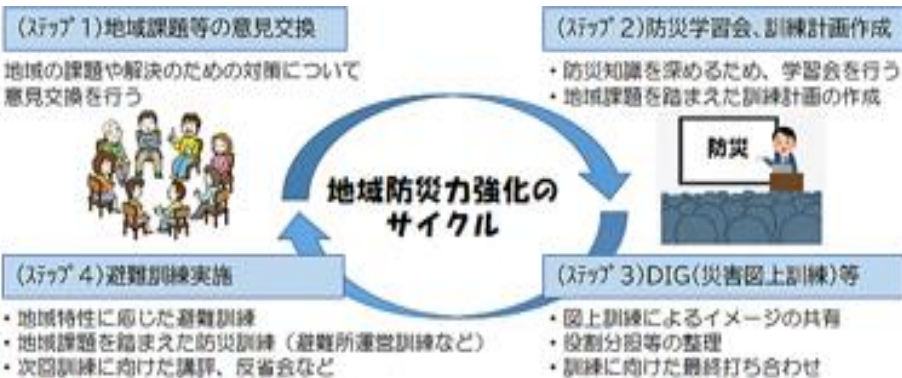 (ｽﾃｯﾌﾟ 1)地域課題等の意見交換
地域の課題や解決のための対策について
意見交換を行う
(ｽﾃｯﾌﾟ 2)防災学習会、訓練計画作成
・防災知識を深めるため、学習会を行う
・地域課題を踏まえた訓練計画の作成
防災
地域防災力強化の
サイクル
(ｽﾃｯﾌﾟ 3)DIG(災害図上訓練)等
・図上訓練によるイメージの共有
・役割分担等の整理
・訓練に向けた最終打ち合わせ
(ｽﾃｯﾌﾟ 4)避難訓練実施
・地域特性に応じた避難訓練
・地域課題を踏まえた防災訓練（避難所運営訓練など）
・次回訓練に向けた講評、反省会など